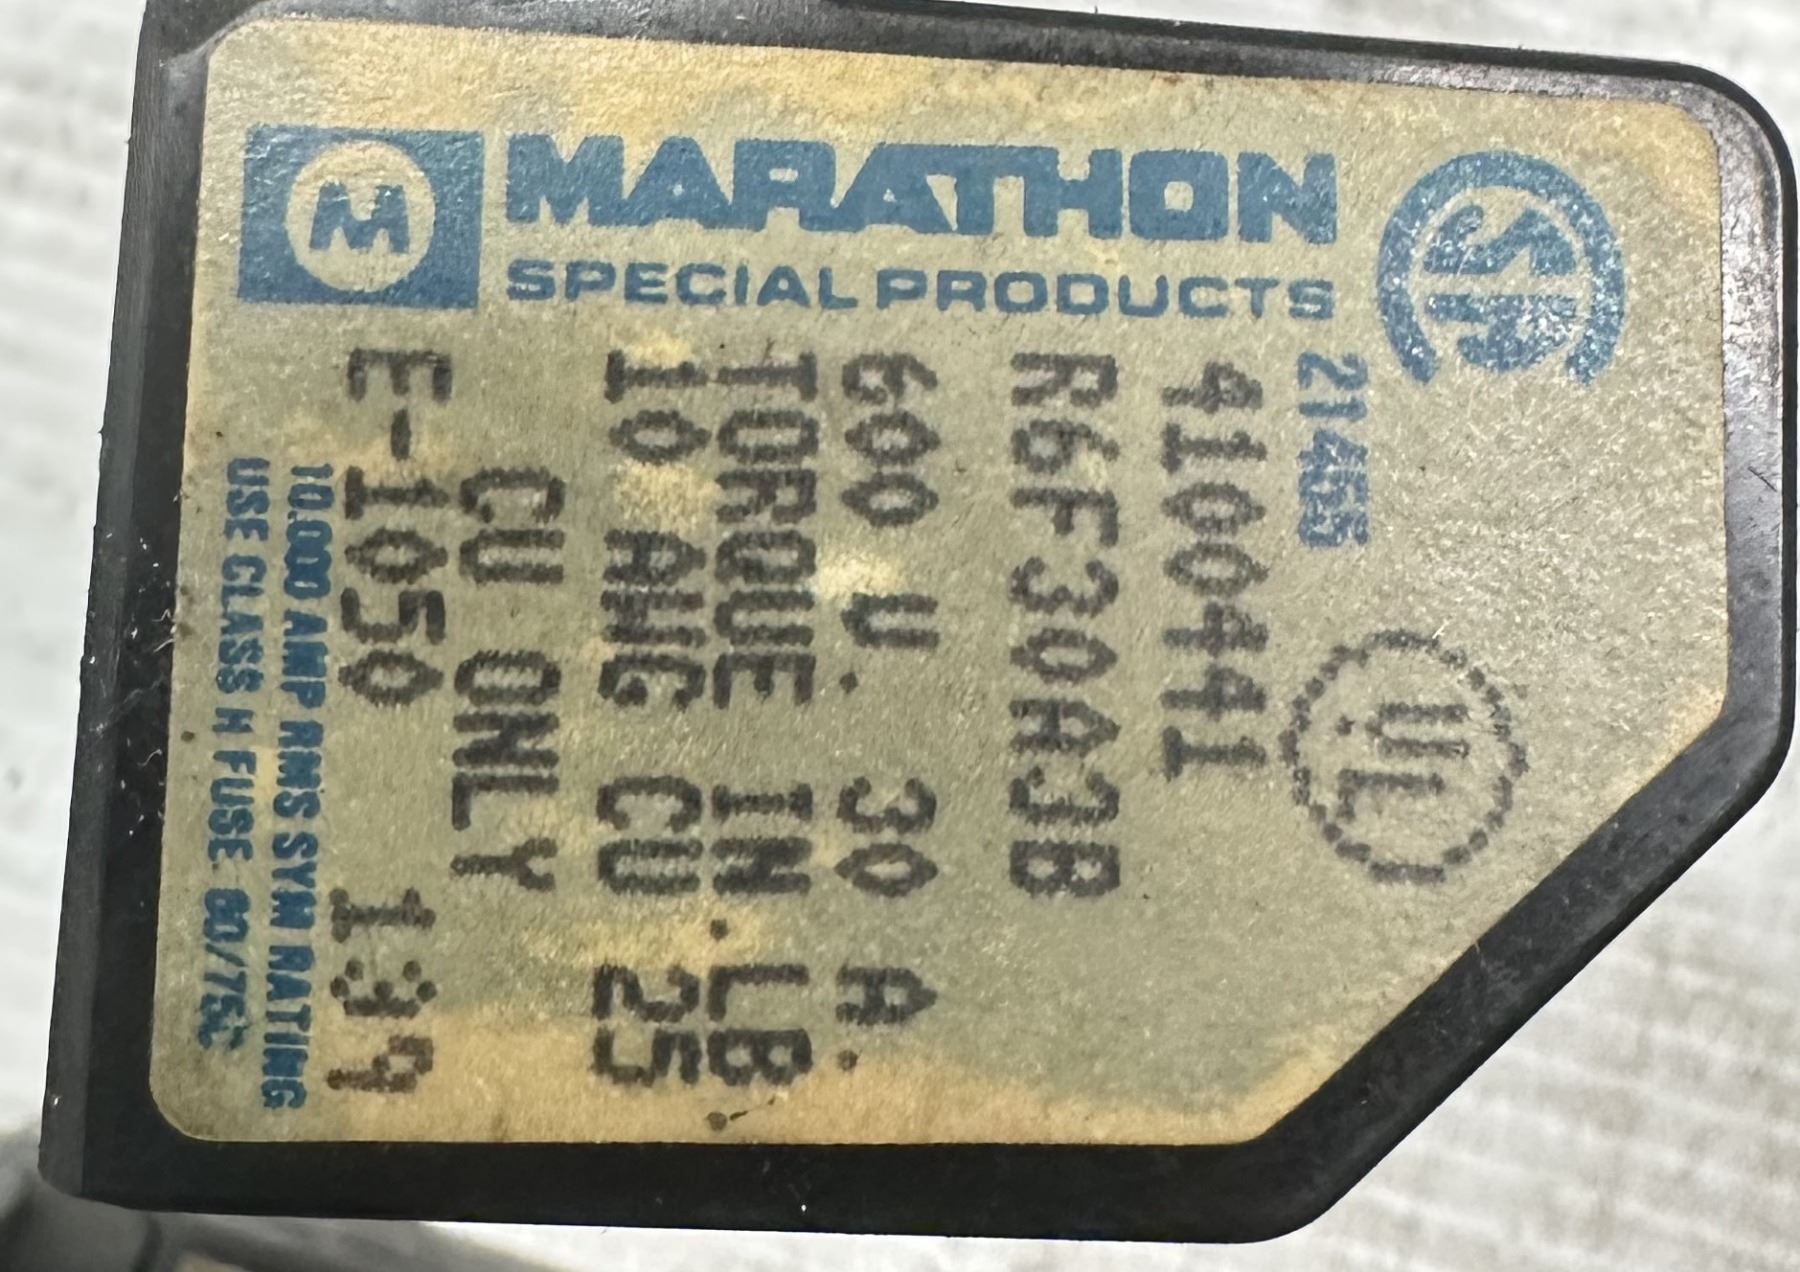 M
MARATHON
SPECIAL PRODUCTS
SP
21455
UL
4100441
R6F30A3B
600 V. 30 A.
TORQUE IN.LB.
10 AWG CU 25
CU ONLY
E-1050 139
10,000 AMP RMS SYM RATING
USE CLASS H FUSE 60/75C